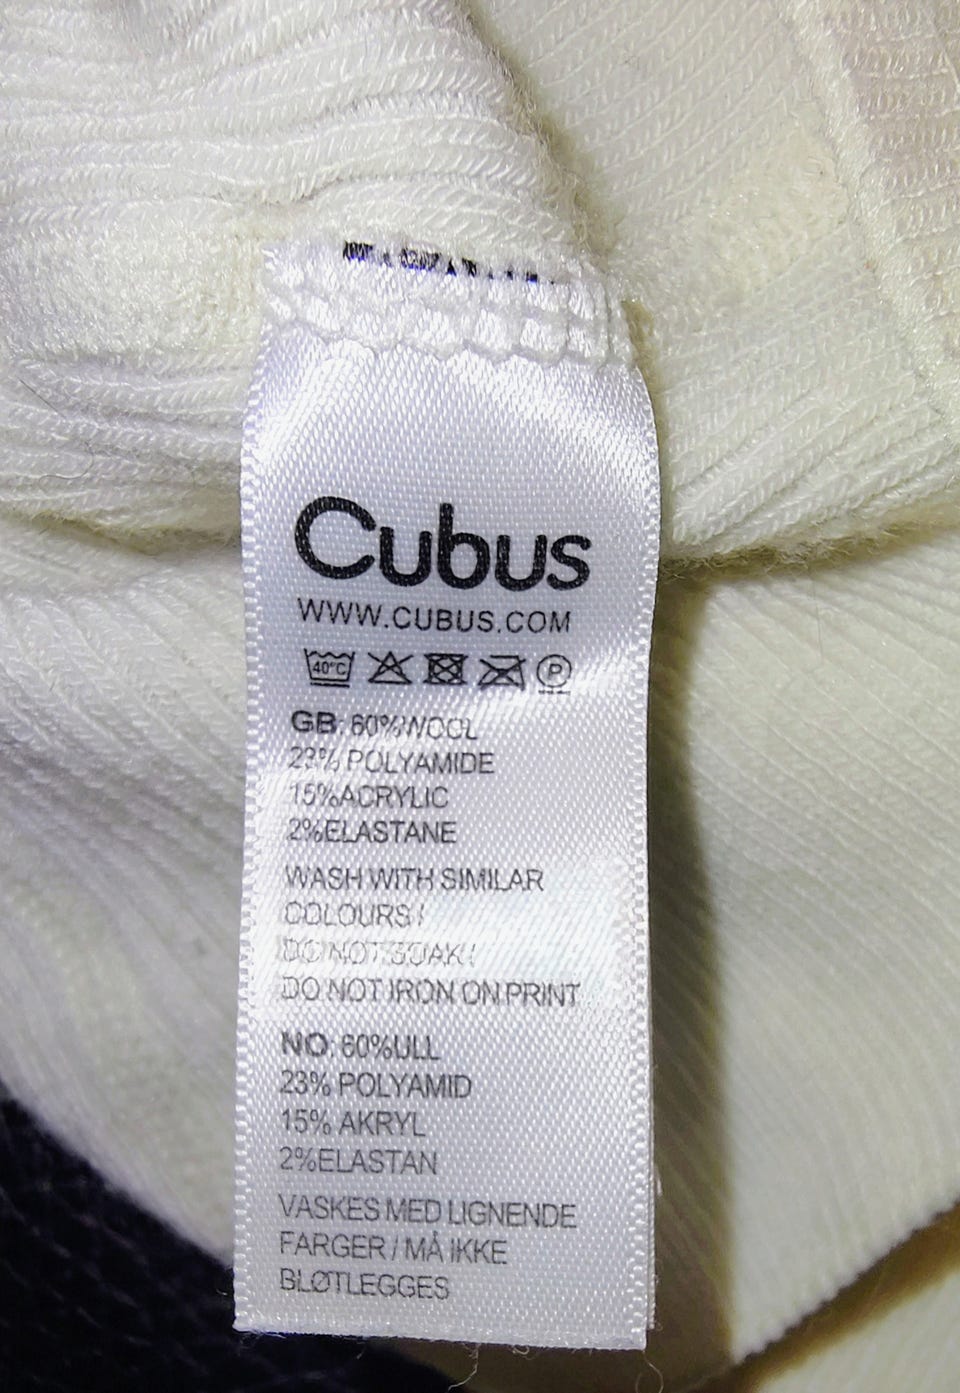 Cubus
WWW.CUBUS.COM
40°C P
GB: 60%WOOL
23% POLYAMIDE
15%ACRYLIC
2%ELASTANE
WASH WITH SIMILAR
COLOURS /
DO NOT SOAK /
DO NOT IRON ON PRINT
NO: 60%ULL
23% POLYAMID
15% AKRYL
2%ELASTAN
VASKES MED LIGNENDE
FARGER / MÅ IKKE
BLØTLEGGES